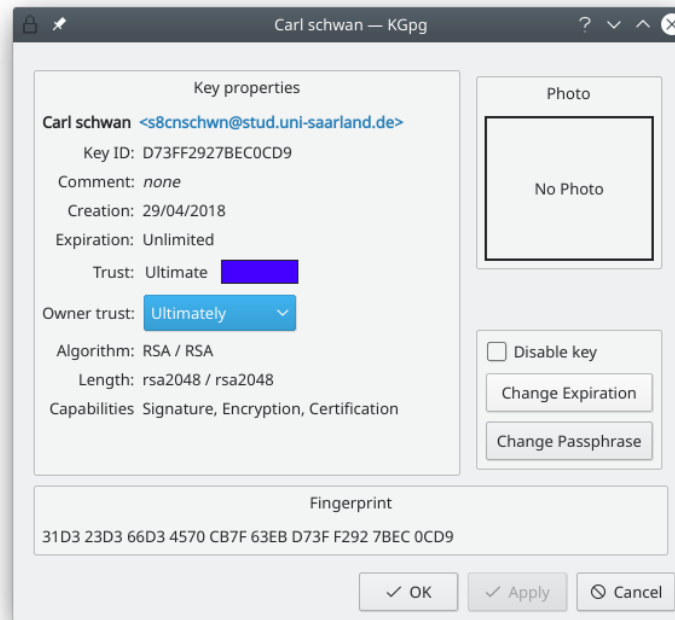 Carl schwan — KGpg
Key properties
Carl schwan <s8cnschwn@stud.uni-saarland.de>
Key ID: D73FF2927BEC0CD9
Comment: none
Creation: 29/04/2018
Expiration: Unlimited
Trust: Ultimate
Owner trust: Ultimately
Algorithm: RSA / RSA
Length: rsa2048 / rsa2048
Capabilities Signature, Encryption, Certification
Photo
No Photo
Disable key
Change Expiration
Change Passphrase
Fingerprint
31D3 23D3 66D3 4570 CB7F 63EB D73F F292 7BEC 0CD9
OK Apply Cancel